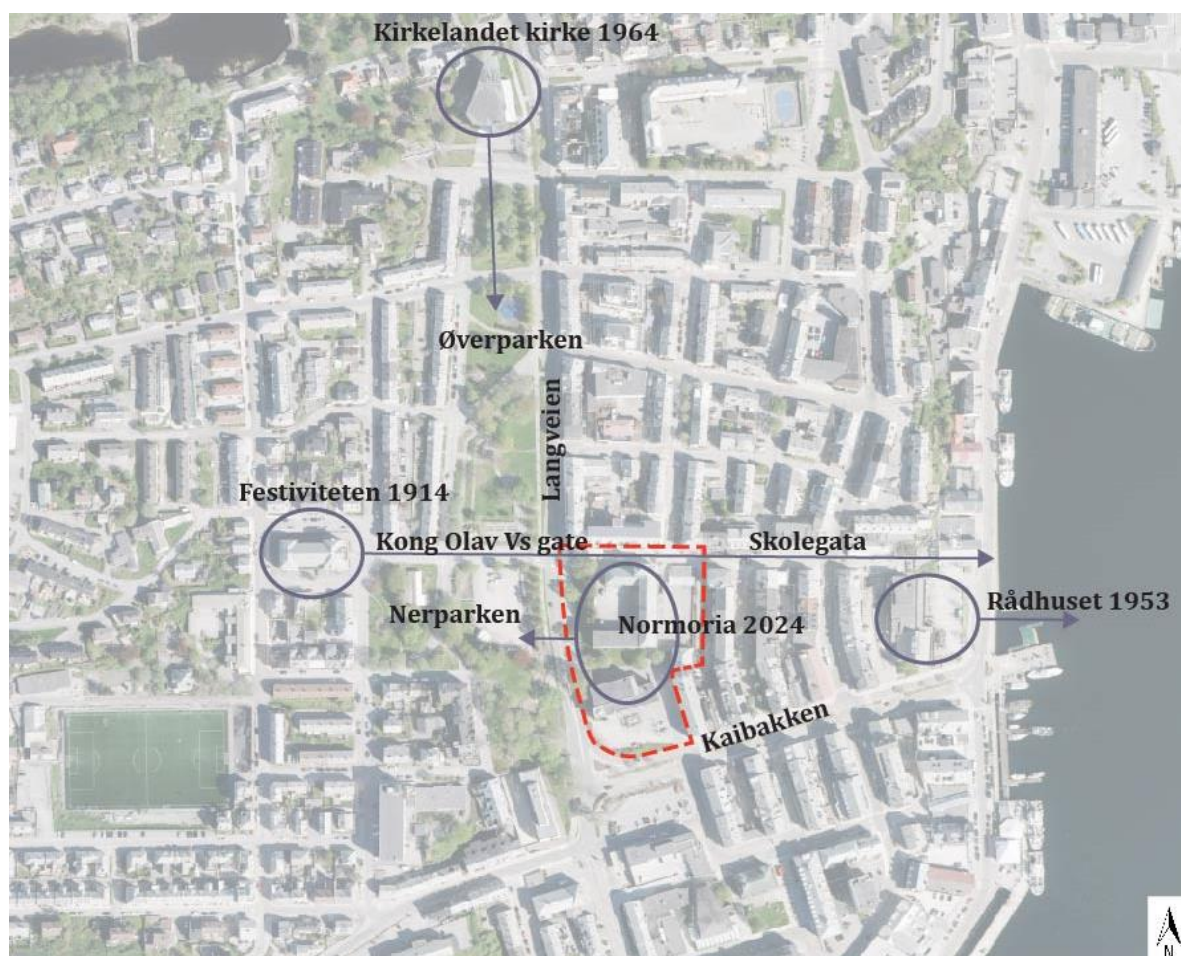 Kirkelandet kirke 1964
Øverparken
Langveien
Festiviteten 1914
Kong Olav Vs gate
Skolegata
Nerparken
Normoria 2024
Rådhuset 1953
Kaibakken
N